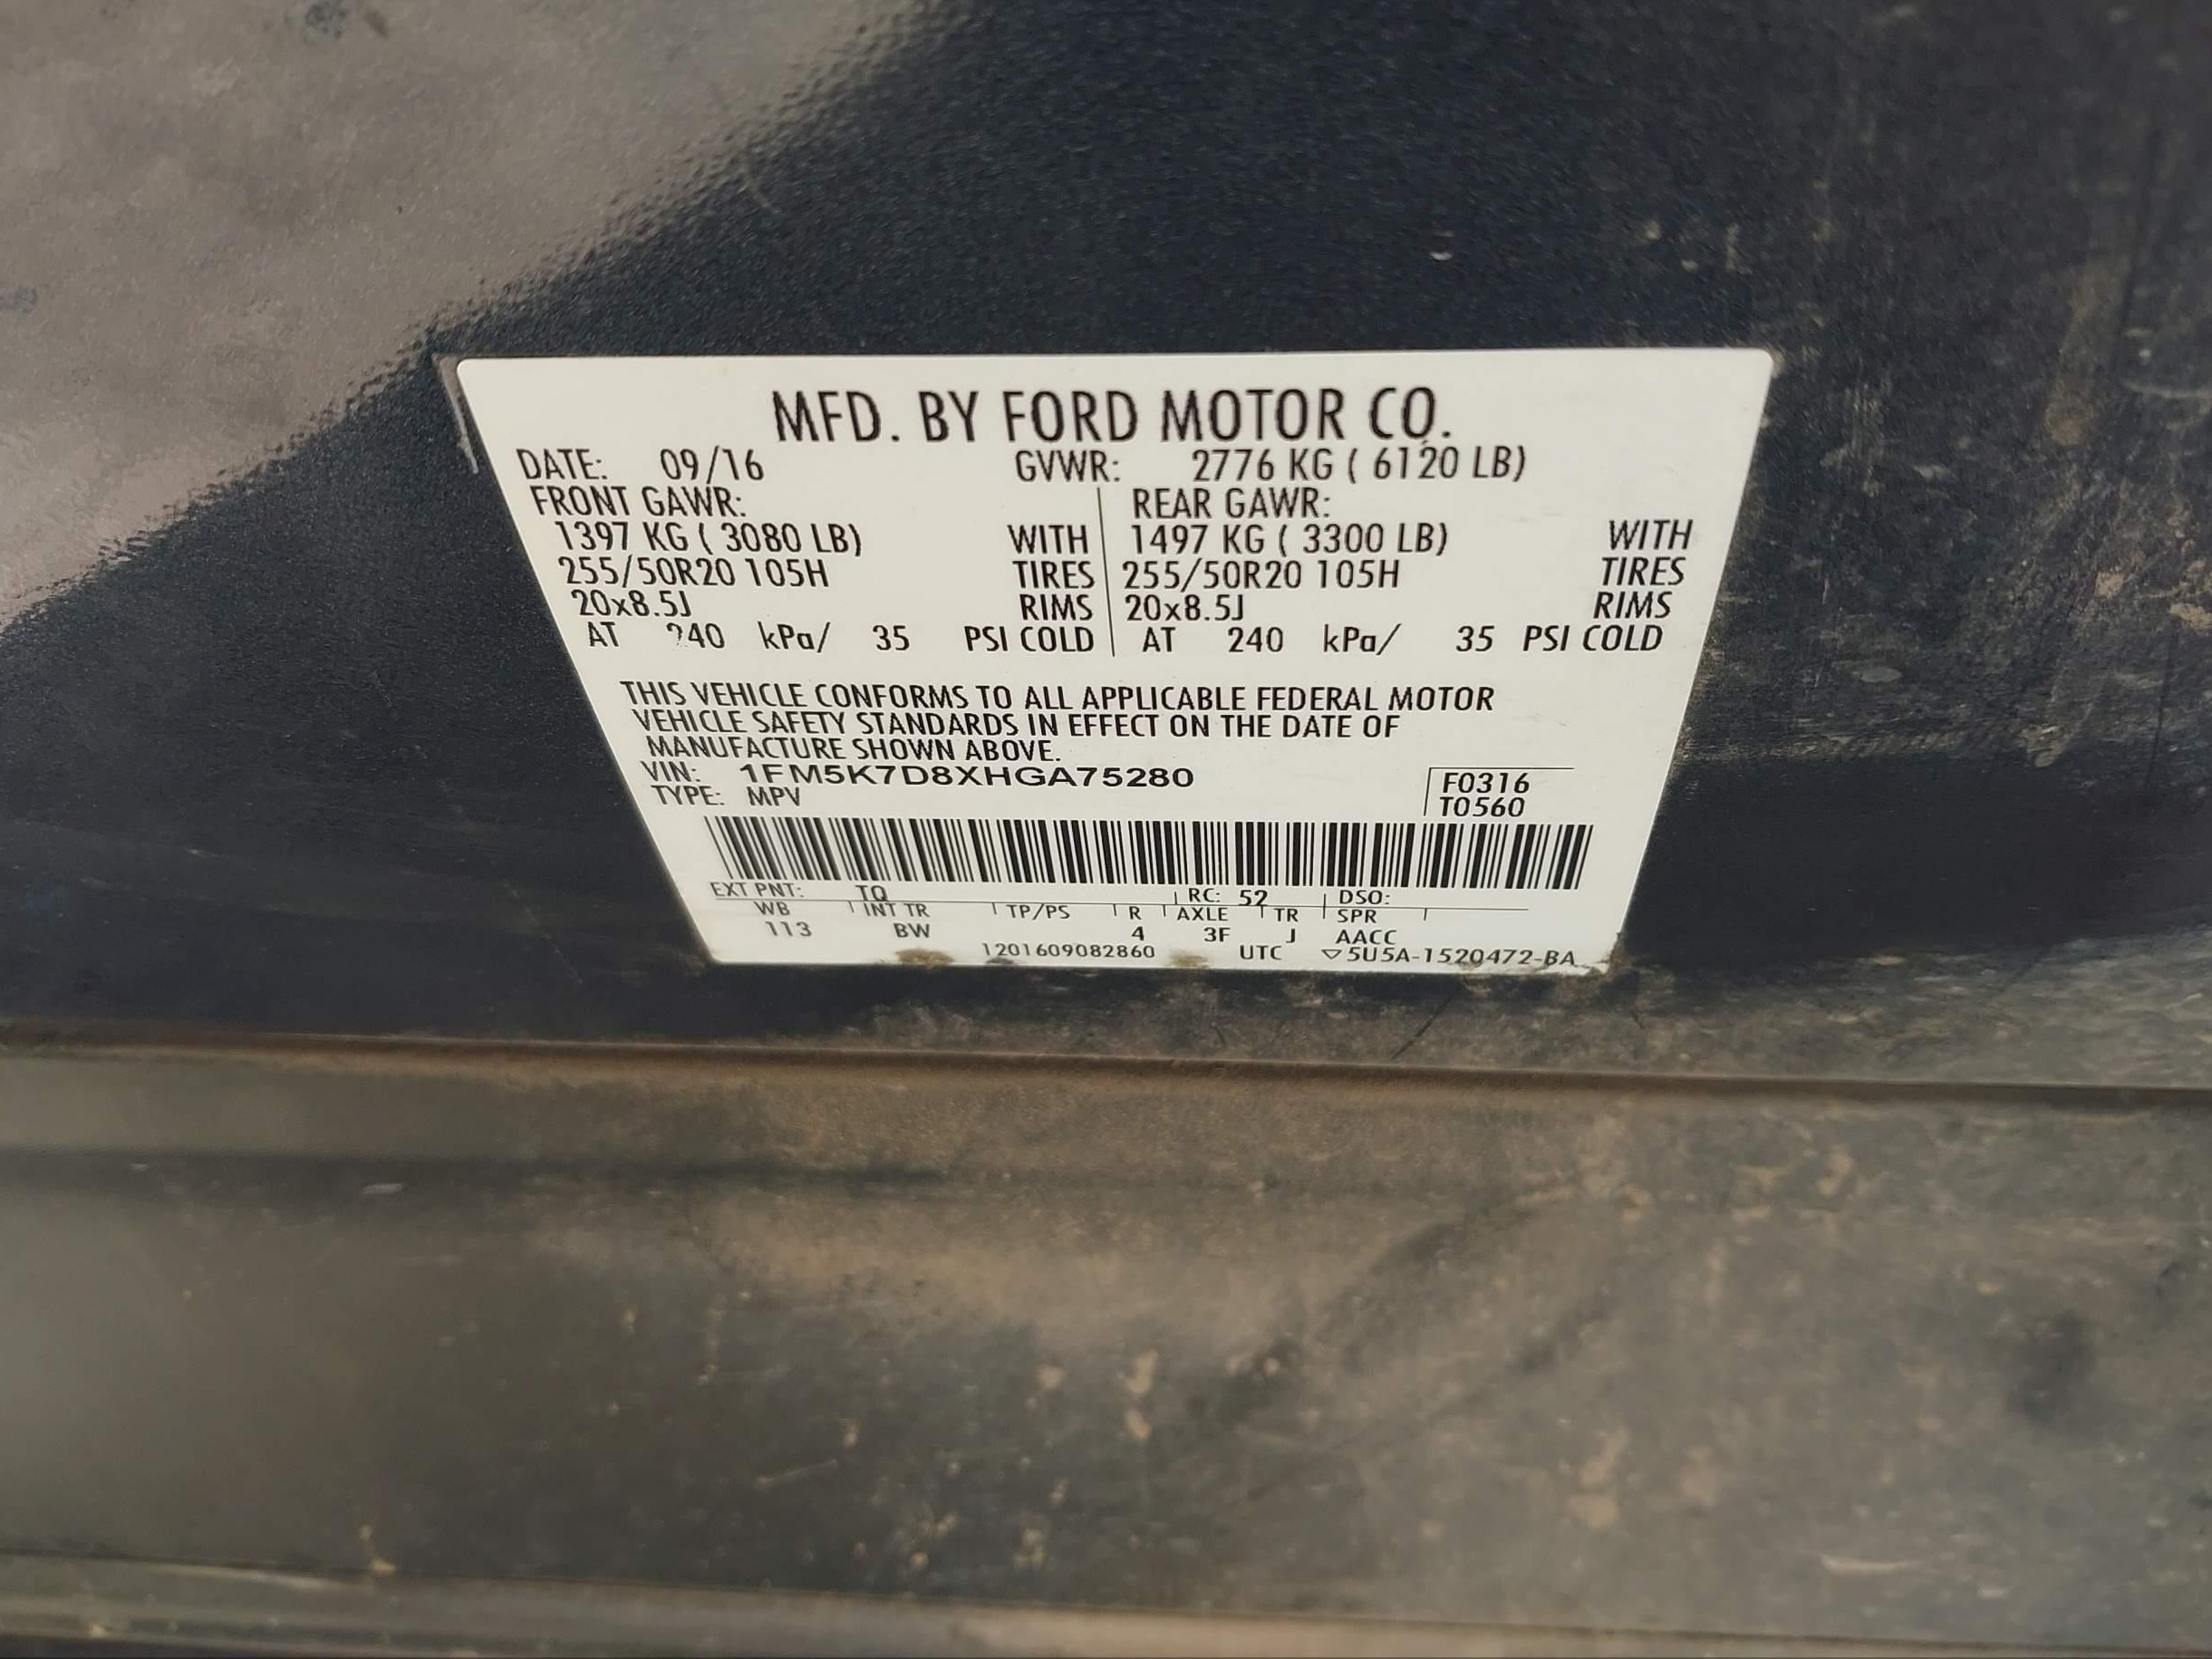 MFD. BY FORD MOTOR CO.
DATE: 09/16 GVWR: 2776 KG ( 6120 LB)
FRONT GAWR: REAR GAWR:
1397 KG ( 3080 LB) WITH 1497 KG ( 3300 LB) WITH
255/50R20 105H TIRES 255/50R20 105H TIRES
20x8.5J RIMS 20x8.5J RIMS
AT 240 kPa/ 35 PSI COLD AT 240 kPa/ 35 PSI COLD
THIS VEHICLE CONFORMS TO ALL APPLICABLE FEDERAL MOTOR
VEHICLE SAFETY STANDARDS IN EFFECT ON THE DATE OF
MANUFACTURE SHOWN ABOVE.
VIN: 1FM5K7D8XHGA75280 F0316
TYPE: MPV T0560
EXT PNT: TQ RC: 52 DSO:
WB INT TR TP/PS R AXLE TR SPR
113 BW 4 3F J AACC
1201609082860 UTC ▽5U5A-1520472-BA